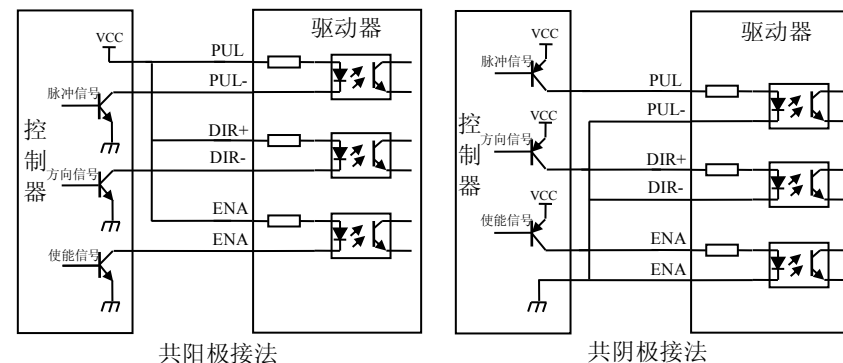 驱动器
VCC
PUL
脉冲信号
PUL-
控制器
DIR+
方向信号
DIR-
ENA
使能信号
ENA
共阳极接法
驱动器
VCC
脉冲信号
PUL
PUL-
控制器
VCC
方向信号
DIR+
DIR-
VCC
使能信号
ENA
ENA
共阴极接法